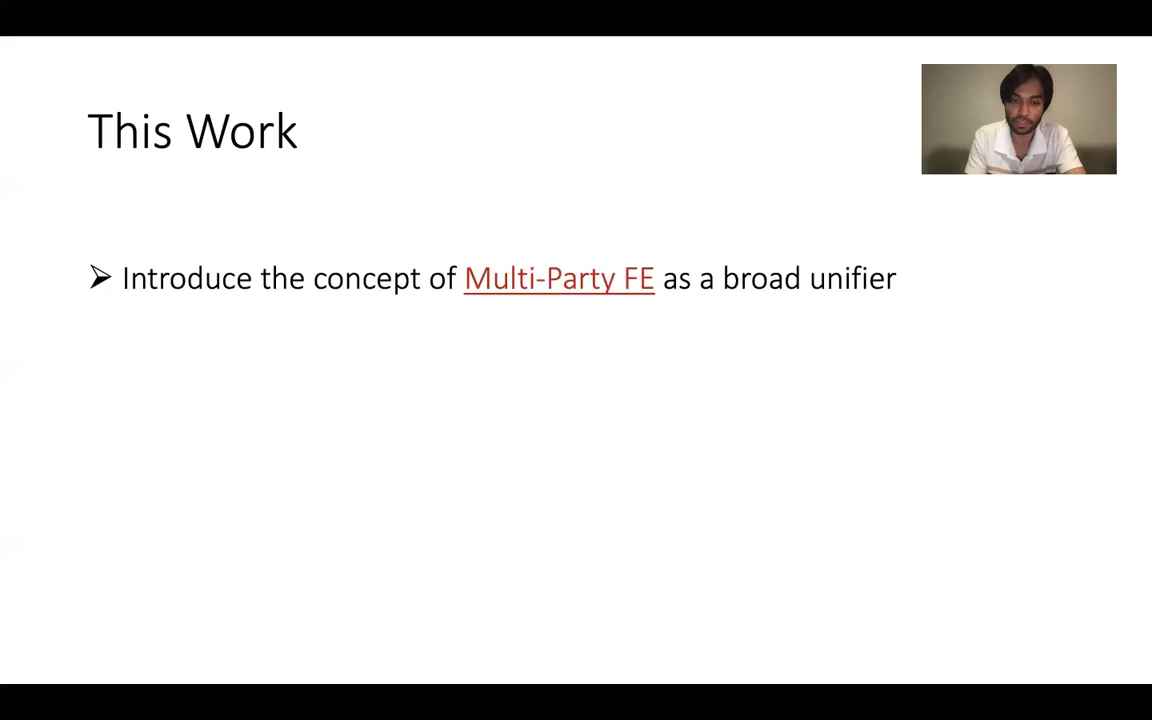 This Work
➢ Introduce the concept of Multi-Party FE as a broad unifier